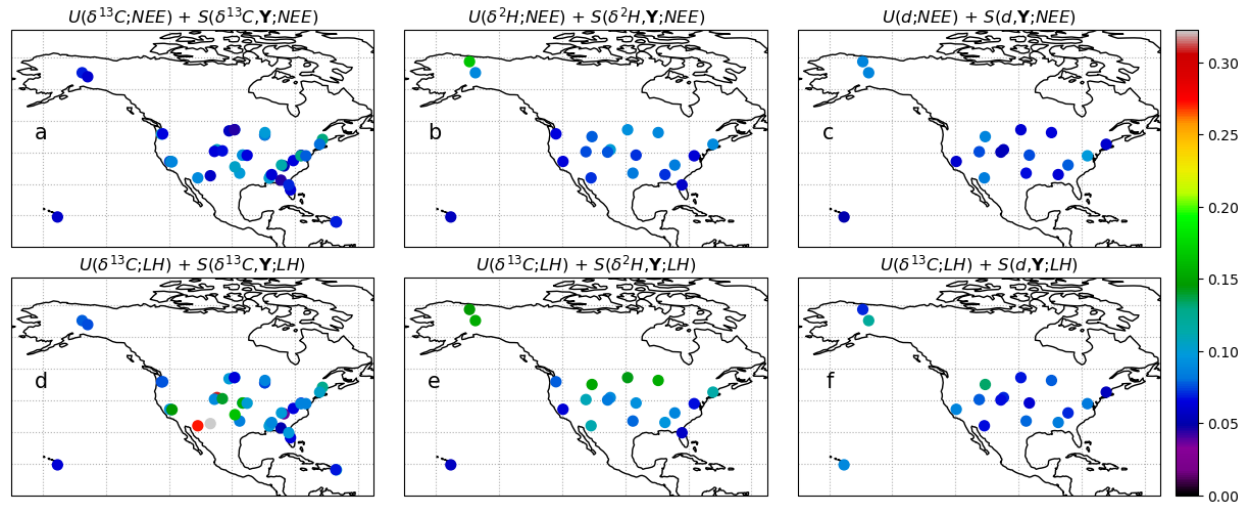 U(δ¹³C;NEE) + S(δ¹³C,Y;NEE)
U(δ²H;NEE) + S(δ²H,Y;NEE)
U(d;NEE) + S(d,Y;NEE)
a
b
c
U(δ¹³C;LH) + S(δ¹³C,Y;LH)
U(δ¹³C;LH) + S(δ²H,Y;LH)
U(δ¹³C;LH) + S(d,Y;LH)
d
e
f
0.30
0.25
0.20
0.15
0.10
0.05
0.00